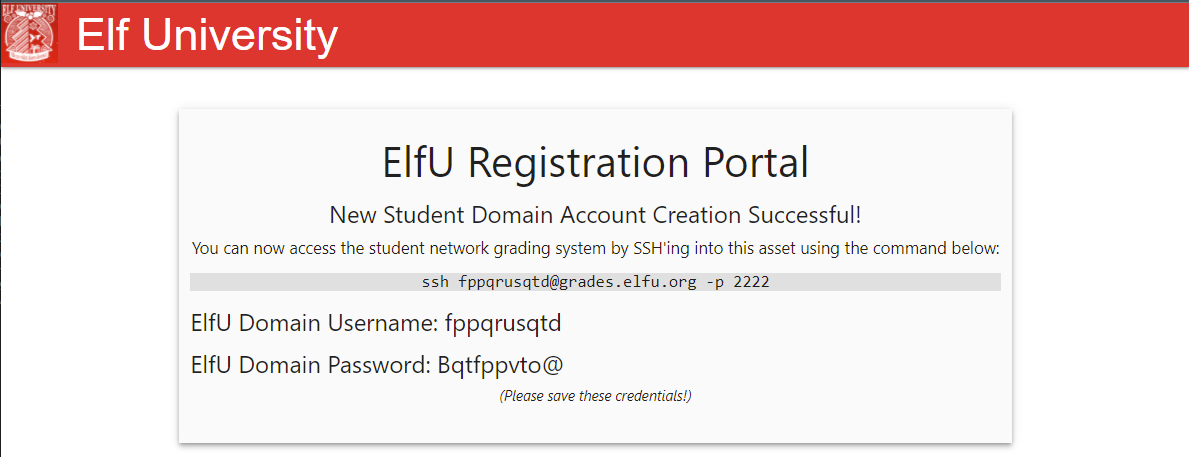 ELF UNIVERSITY
Elf University
ElfU Registration Portal
New Student Domain Account Creation Successful!
You can now access the student network grading system by SSH'ing into this asset using the command below:
ssh fppqrusqtd@grades.elfu.org -p 2222
ElfU Domain Username: fppqrusqtd
ElfU Domain Password: Bqtfppvto@
(Please save these credentials!)